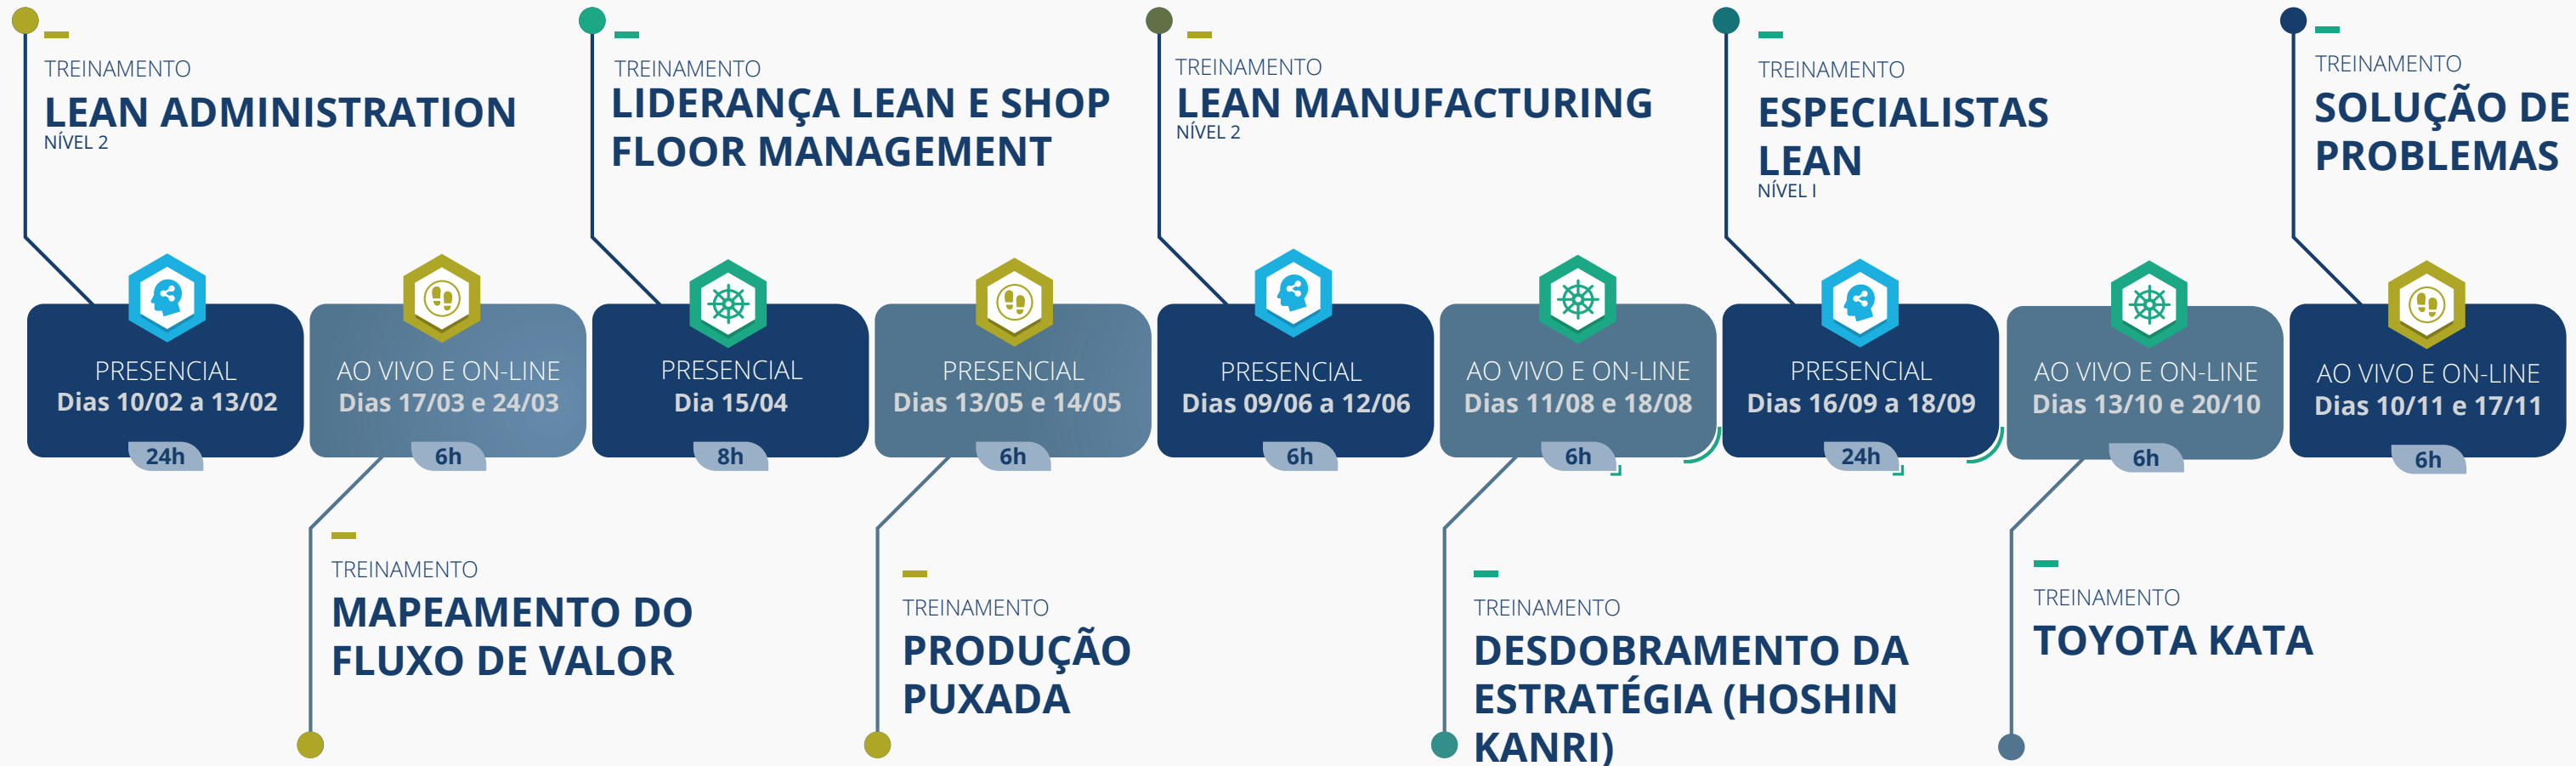 TREINAMENTO
LEAN ADMINISTRATION
NÍVEL 2
TREINAMENTO
LIDERANÇA LEAN E SHOP
FLOOR MANAGEMENT
TREINAMENTO
LEAN MANUFACTURING
NÍVEL 2
TREINAMENTO
ESPECIALISTAS
LEAN
NÍVEL I
TREINAMENTO
SOLUÇÃO DE
PROBLEMAS
PRESENCIAL
Dias 10/02 a 13/02
24h
AO VIVO E ON-LINE
Dias 17/03 e 24/03
6h
PRESENCIAL
Dia 15/04
8h
PRESENCIAL
Dias 13/05 e 14/05
6h
PRESENCIAL
Dias 09/06 a 12/06
6h
AO VIVO E ON-LINE
Dias 11/08 e 18/08
6h
PRESENCIAL
Dias 16/09 a 18/09
24h
AO VIVO E ON-LINE
Dias 13/10 e 20/10
6h
AO VIVO E ON-LINE
Dias 10/11 e 17/11
6h
TREINAMENTO
MAPEAMENTO DO
FLUXO DE VALOR
TREINAMENTO
PRODUÇÃO
PUXADA
TREINAMENTO
DESDOBRAMENTO DA
ESTRATÉGIA (HOSHIN
KANRI)
TREINAMENTO
TOYOTA KATA